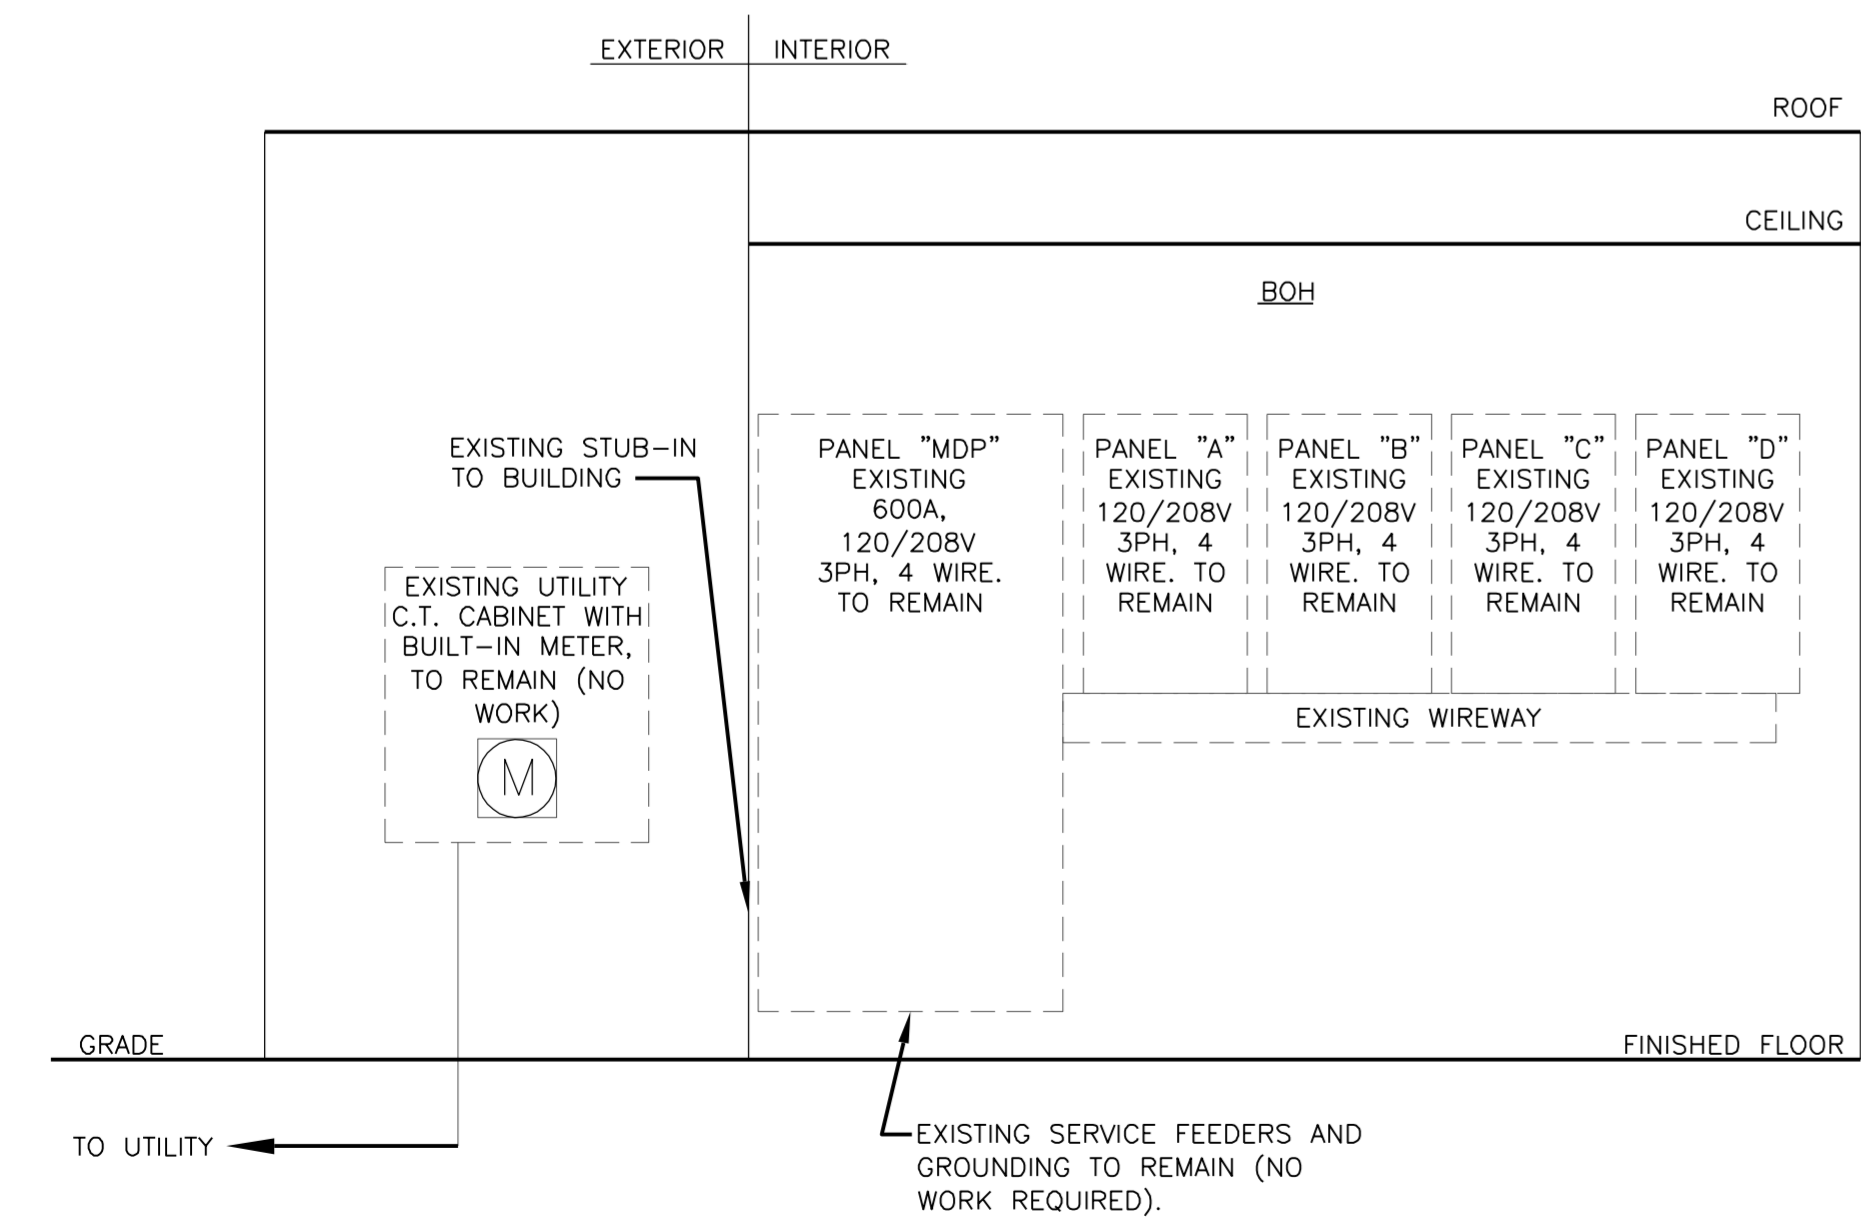 EXTERIOR
INTERIOR
ROOF
CEILING
BOH
EXISTING STUB-IN
TO BUILDING
PANEL "MDP"
EXISTING
600A,
120/208V
3PH, 4 WIRE.
TO REMAIN
PANEL "A"
EXISTING
120/208V
3PH, 4
WIRE. TO
REMAIN
PANEL "B"
EXISTING
120/208V
3PH, 4
WIRE. TO
REMAIN
PANEL "C"
EXISTING
120/208V
3PH, 4
WIRE. TO
REMAIN
PANEL "D"
EXISTING
120/208V
3PH, 4
WIRE. TO
REMAIN
EXISTING UTILITY
C.T. CABINET WITH
BUILT-IN METER,
TO REMAIN (NO
WORK)
M
EXISTING WIREWAY
GRADE
FINISHED FLOOR
TO UTILITY
EXISTING SERVICE FEEDERS AND
GROUNDING TO REMAIN (NO
WORK REQUIRED).